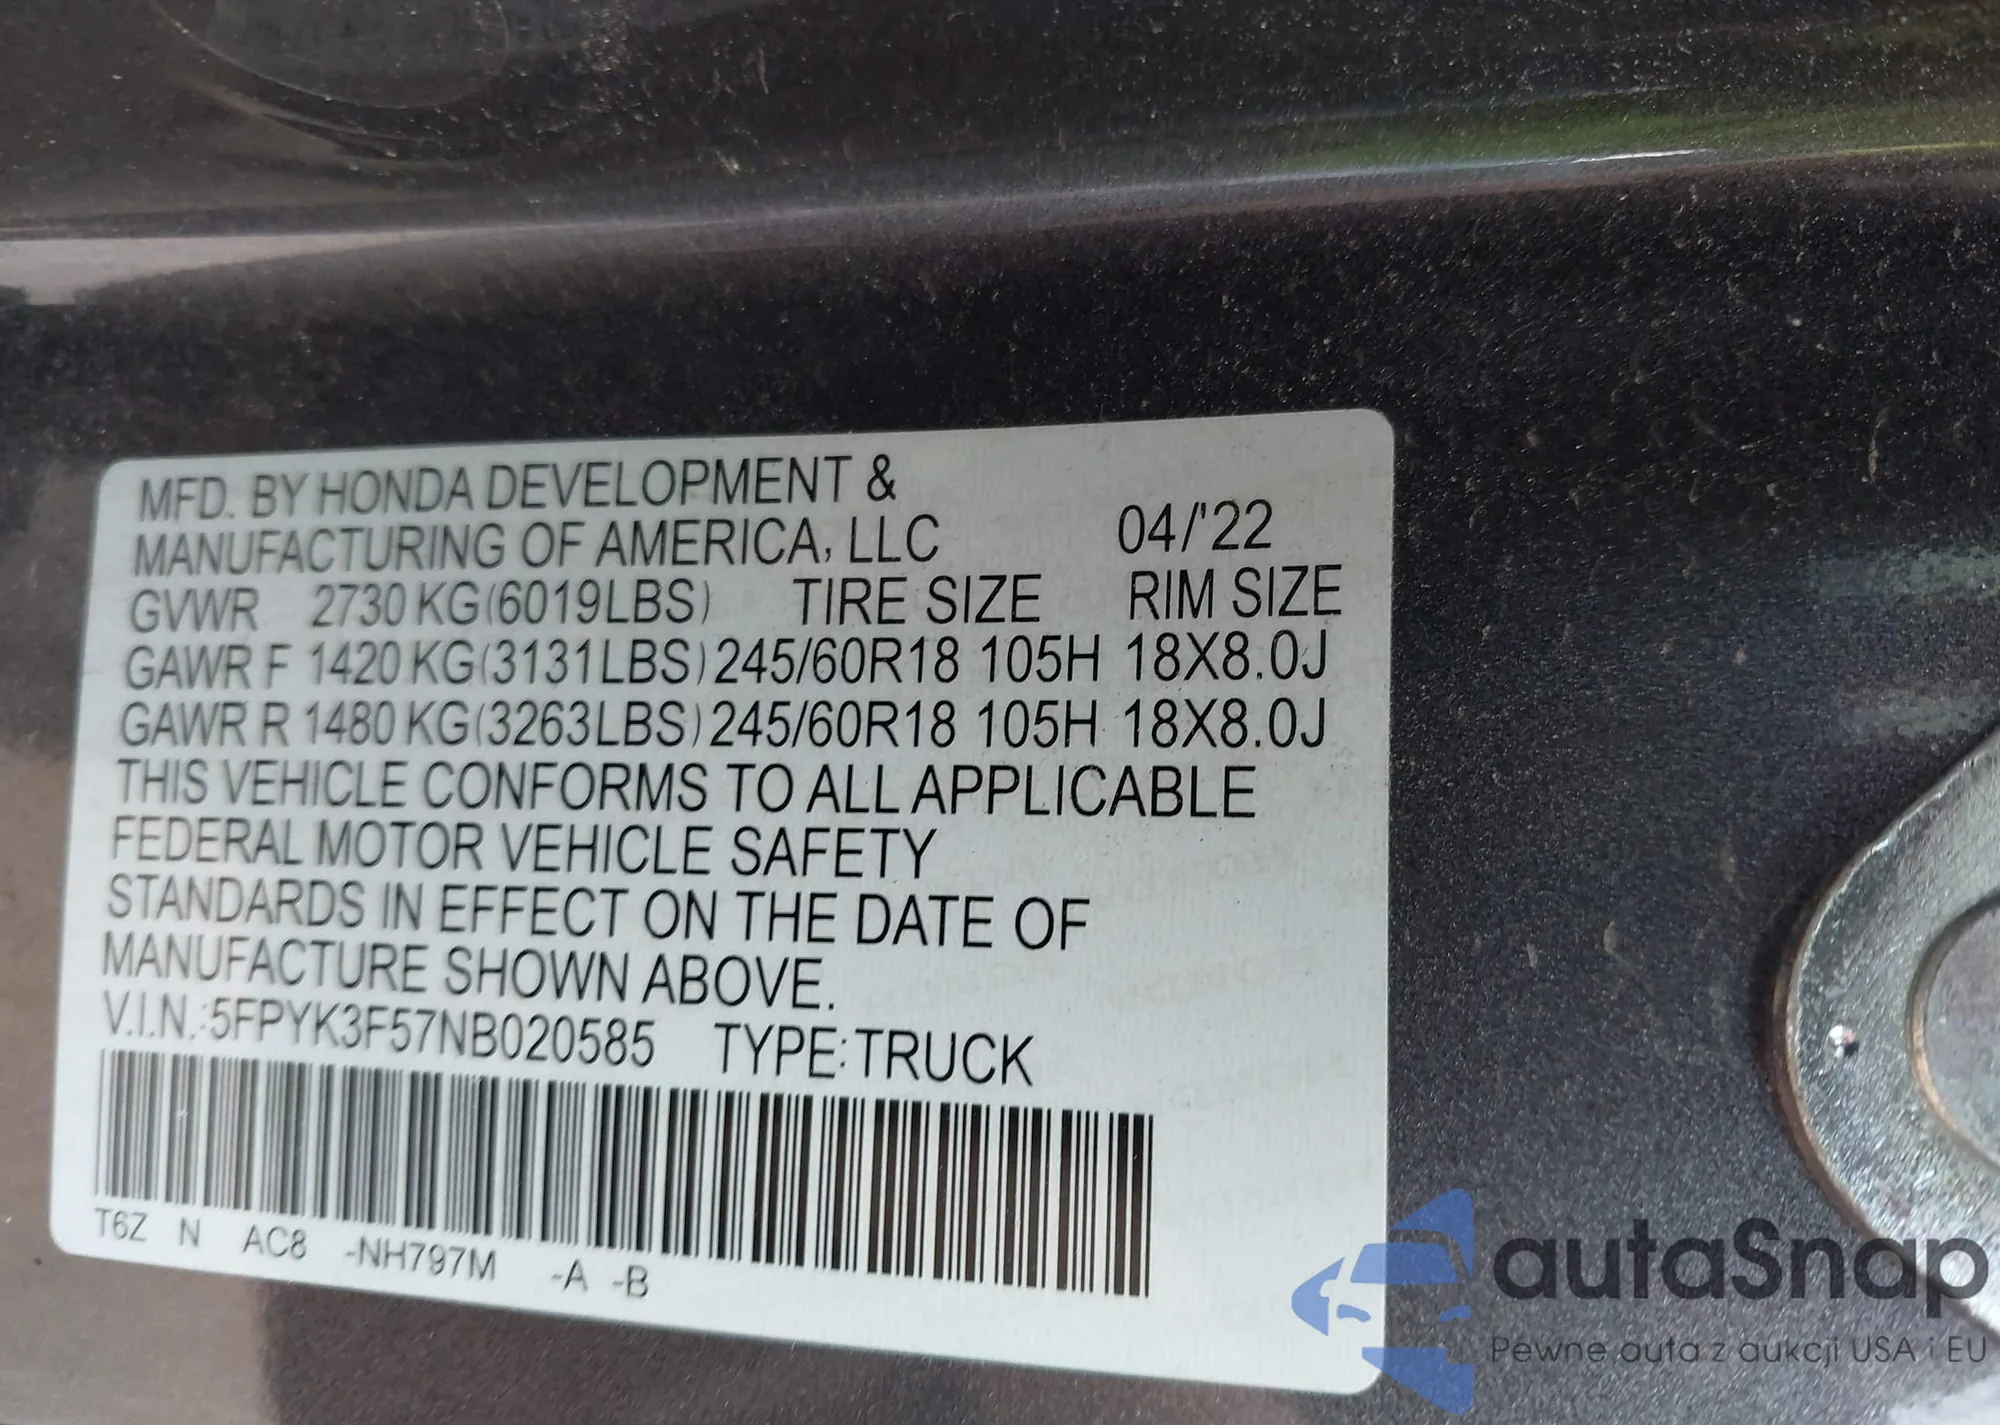 MFD. BY HONDA DEVELOPMENT &
MANUFACTURING OF AMERICA, LLC 04/'22
GVWR 2730 KG(6019LBS) TIRE SIZE RIM SIZE
GAWR F 1420 KG(3131LBS) 245/60R18 105H 18X8.0J
GAWR R 1480 KG(3263LBS) 245/60R18 105H 18X8.0J
THIS VEHICLE CONFORMS TO ALL APPLICABLE
FEDERAL MOTOR VEHICLE SAFETY
STANDARDS IN EFFECT ON THE DATE OF
MANUFACTURE SHOWN ABOVE.
V.I.N.:5FPYK3F57NB020585 TYPE:TRUCK
T6Z N AC8 -NH797M -A -B
autaSnap
Pewne auta z aukcji USA i EU